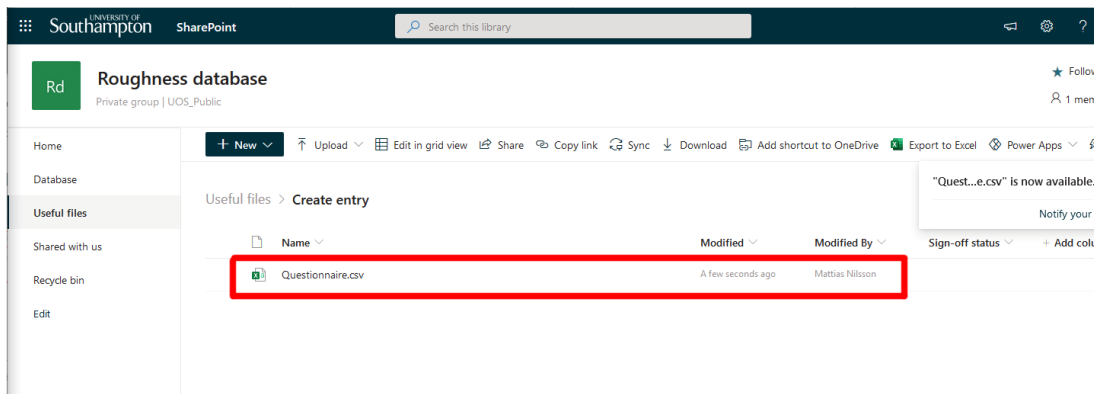 UNIVERSITY OF
Southampton
SharePoint
Search this library
?
Rd
Roughness database
Private group | UOS_Public
Follow
1 mem
Home
Database
Useful files
Shared with us
Recycle bin
Edit
New
Upload
Edit in grid view
Share
Copy link
Sync
Download
Add shortcut to OneDrive
Export to Excel
Power Apps
"Quest...e.csv" is now available.
Notify your
Useful files > Create entry
Name
Modified
Modified By
Sign-off status
+ Add colu
Questionnaire.csv
A few seconds ago
Mattias Nilsson